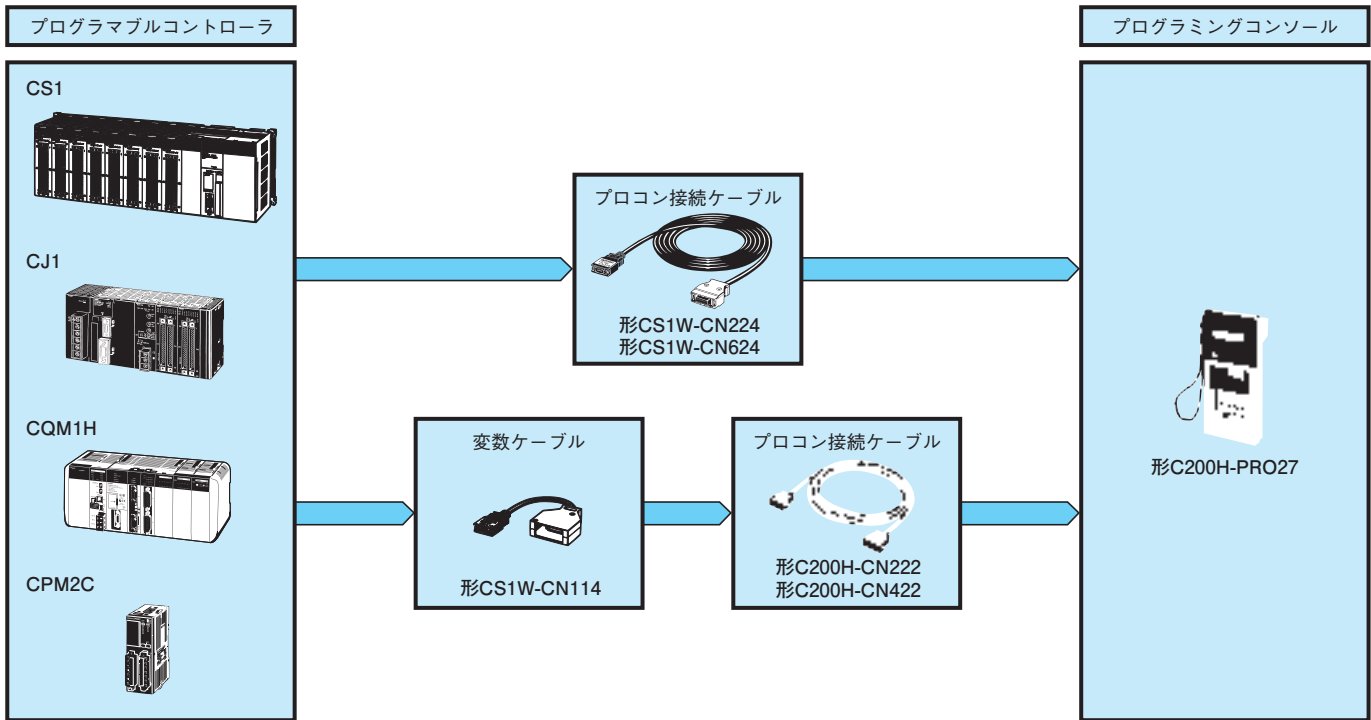 プログラマブルコントローラ
プログラミングコンソール
CS1
CJ1
CQM1H
CPM2C
プロコン接続ケーブル
形CS1W-CN224
形CS1W-CN624
変数ケーブル
形CS1W-CN114
プロコン接続ケーブル
形C200H-CN222
形C200H-CN422
形C200H-PRO27